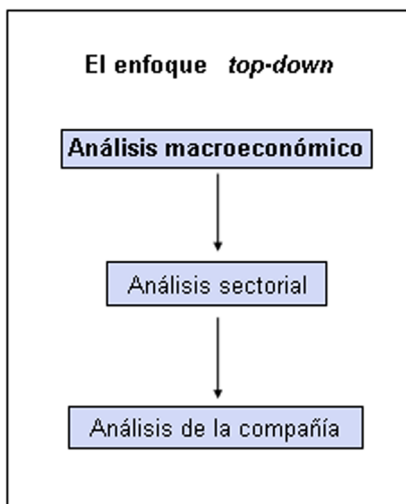 El enfoque top-down
Análisis macroeconómico
Análisis sectorial
Análisis de la compañía